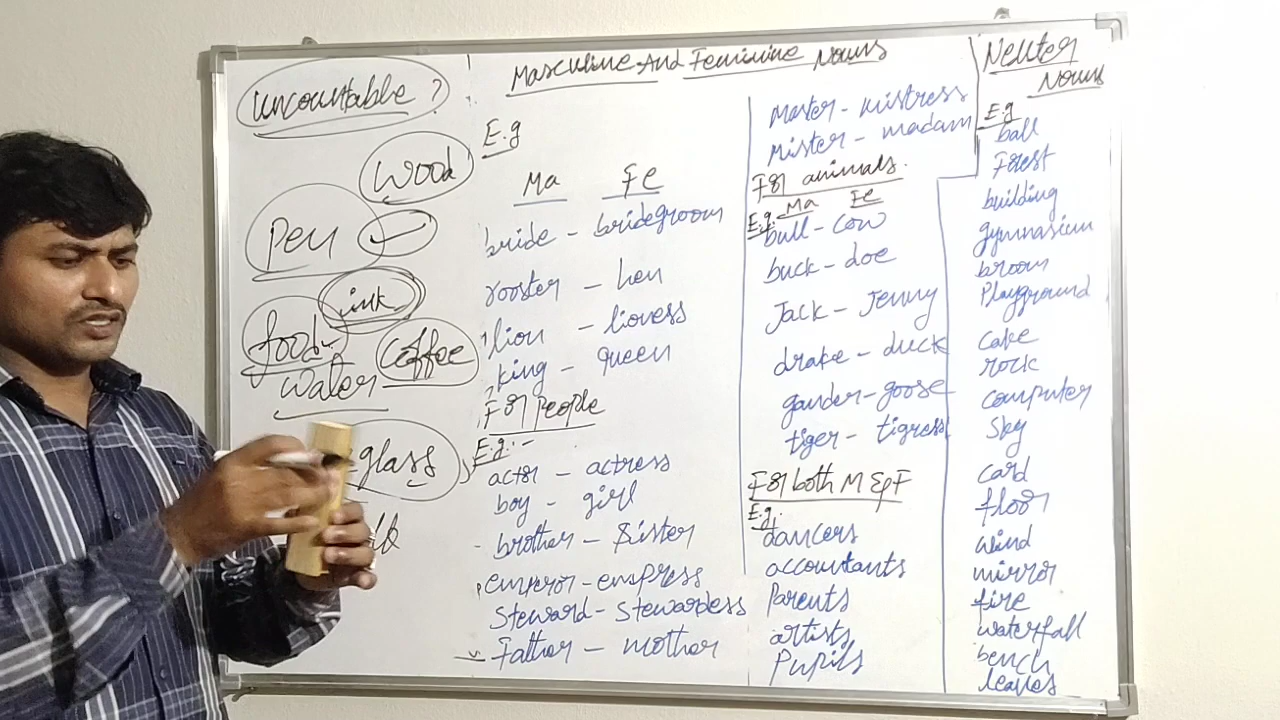 uncountable ?
wood
Pen
ink
food
coffee
water
glass
Masculine And Feminine Nouns
E.g
Ma Fe
bride - bridegroom
rooster - hen
lion - lioness
king - queen
For People
E.g:-
actor - actress
boy - girl
brother - Sister
emperor - empress
Steward - Stewardess
Father - mother
Master - mistress
Mister - madam
For animals.
E.g. Ma Fe
bull - cow
buck - doe
Jack - Jenny
drake - duck
gander - goose
tiger - tigress
For both M & F
E.g.
dancers
accountants
Parents
artists
Pupils
Neuter
Nouns
E.g
ball
Forest
building
gymnasium
broom
Playground
cake
rock
computer
Sky
card
floor
wind
mirror
fire
waterfall
bench
leaves